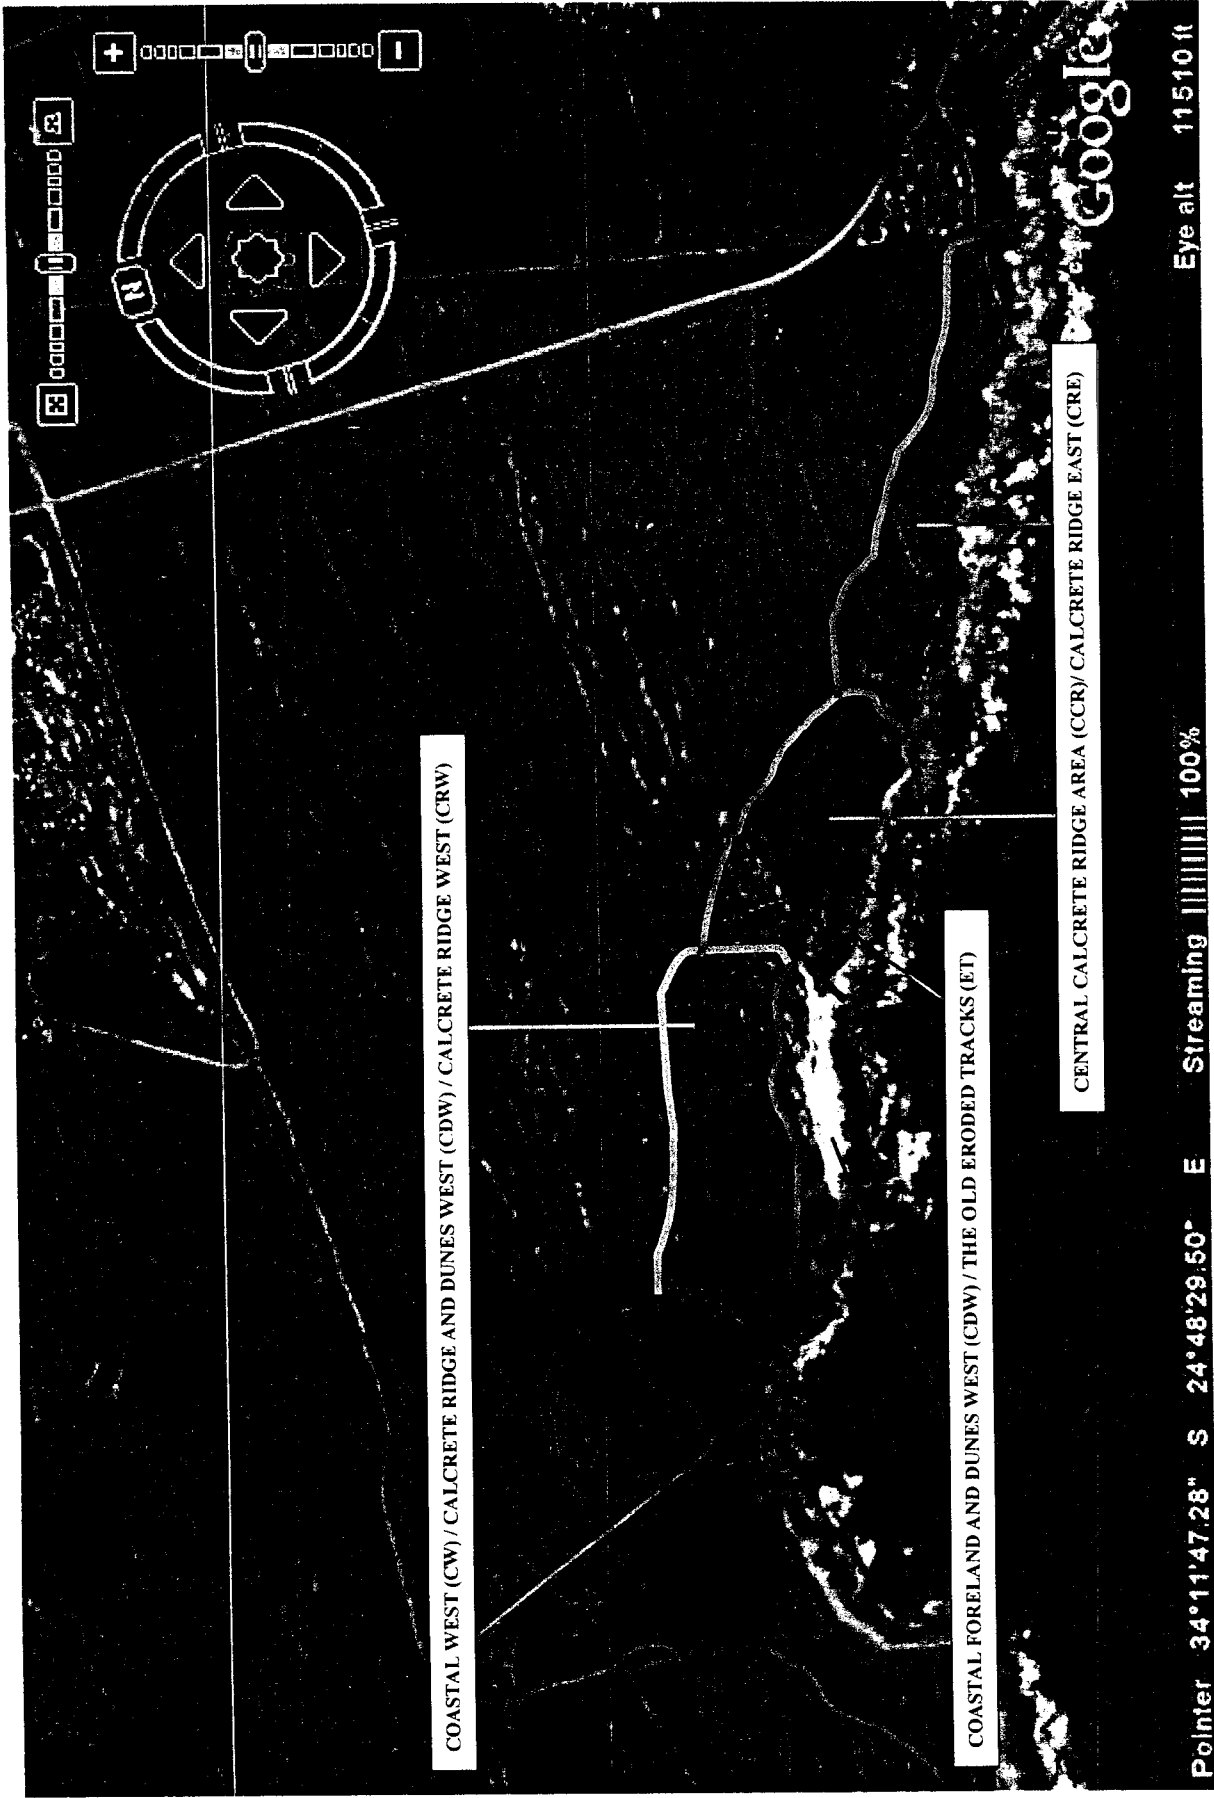 N
COASTAL WEST (CW) / CALCRETE RIDGE AND DUNES WEST (CDW) / CALCRETE RIDGE WEST (CRW)
COASTAL FORELAND AND DUNES WEST (CDW) / THE OLD ERODED TRACKS (ET)
CENTRAL CALCRETE RIDGE AREA (CCR)/ CALCRETE RIDGE EAST (CRE)
Google
Pointer 34°11'47.28" S 24°48'29.50" E Streaming |||||||||| 100% Eye alt 11510 ft